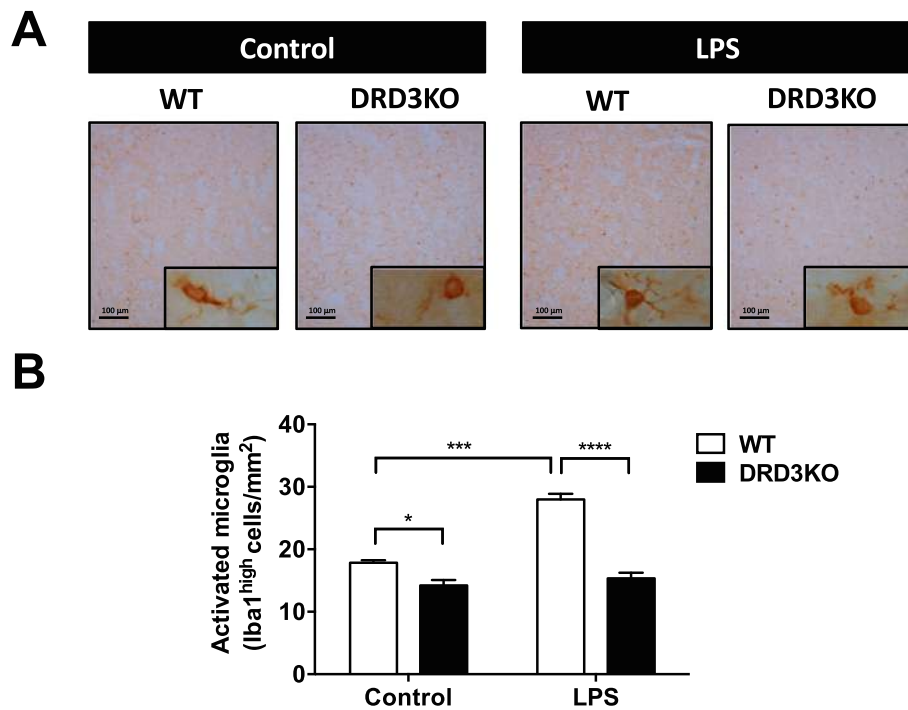 A
Control
LPS
WT
DRD3KO
WT
DRD3KO
100 µm
100 µm
100 µm
100 µm
B
Activated microglia
(Iba1high cells/mm2)
40
30
20
10
0
***
****
*
WT
DRD3KO
Control
LPS